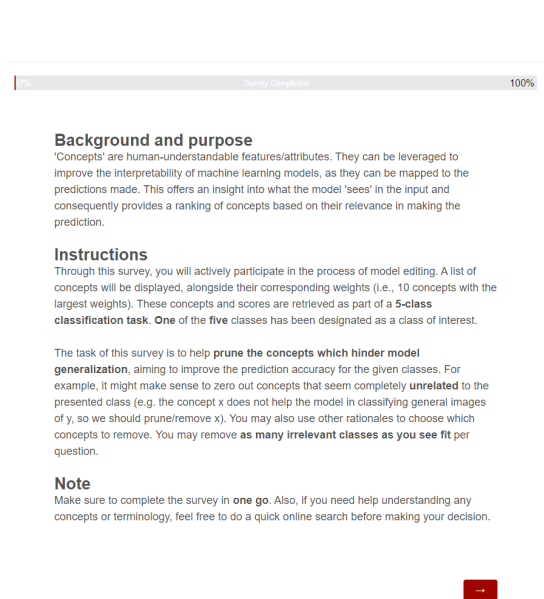 0%
Survey Completion
100%
Background and purpose
'Concepts' are human-understandable features/attributes. They can be leveraged to
improve the interpretability of machine learning models, as they can be mapped to the
predictions made. This offers an insight into what the model 'sees' in the input and
consequently provides a ranking of concepts based on their relevance in making the
prediction.
Instructions
Through this survey, you will actively participate in the process of model editing. A list of
concepts will be displayed, alongside their corresponding weights (i.e., 10 concepts with the
largest weights). These concepts and scores are retrieved as part of a 5-class
classification task. One of the five classes has been designated as a class of interest.
The task of this survey is to help prune the concepts which hinder model
generalization, aiming to improve the prediction accuracy for the given classes. For
example, it might make sense to zero out concepts that seem completely unrelated to the
presented class (e.g. the concept x does not help the model in classifying general images
of y, so we should prune/remove x). You may also use other rationales to choose which
concepts to remove. You may remove as many irrelevant classes as you see fit per
question.
Note
Make sure to complete the survey in one go. Also, if you need help understanding any
concepts or terminology, feel free to do a quick online search before making your decision.
→